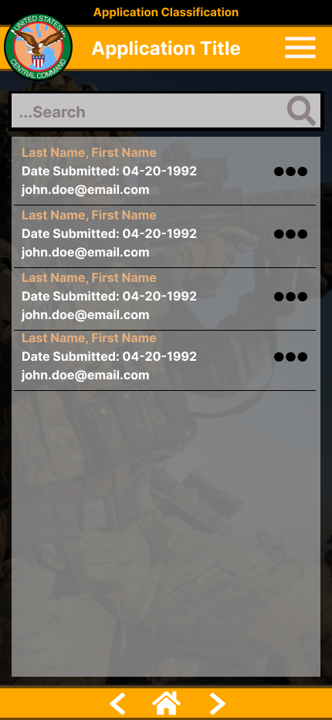 Application Classification
UNITED STATES
CENTRAL COMMAND
Application Title
...Search
Last Name, First Name
Date Submitted: 04-20-1992
john.doe@email.com
Last Name, First Name
Date Submitted: 04-20-1992
john.doe@email.com
Last Name, First Name
Date Submitted: 04-20-1992
john.doe@email.com
Last Name, First Name
Date Submitted: 04-20-1992
john.doe@email.com